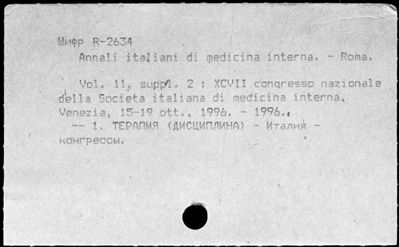 Шифр R-2634
Annali italiani di medicina interna. - Roma.
Vol. 11, suppl. 2 : XCVII congresso nazionale
della Societa italiana di medicina interna,
Venezia, 15-19 ott., 1996. - 1996.,
-- 1. ТЕРАПИЯ (ДИСЦИПЛИНА) - Италия -
конгрессы.